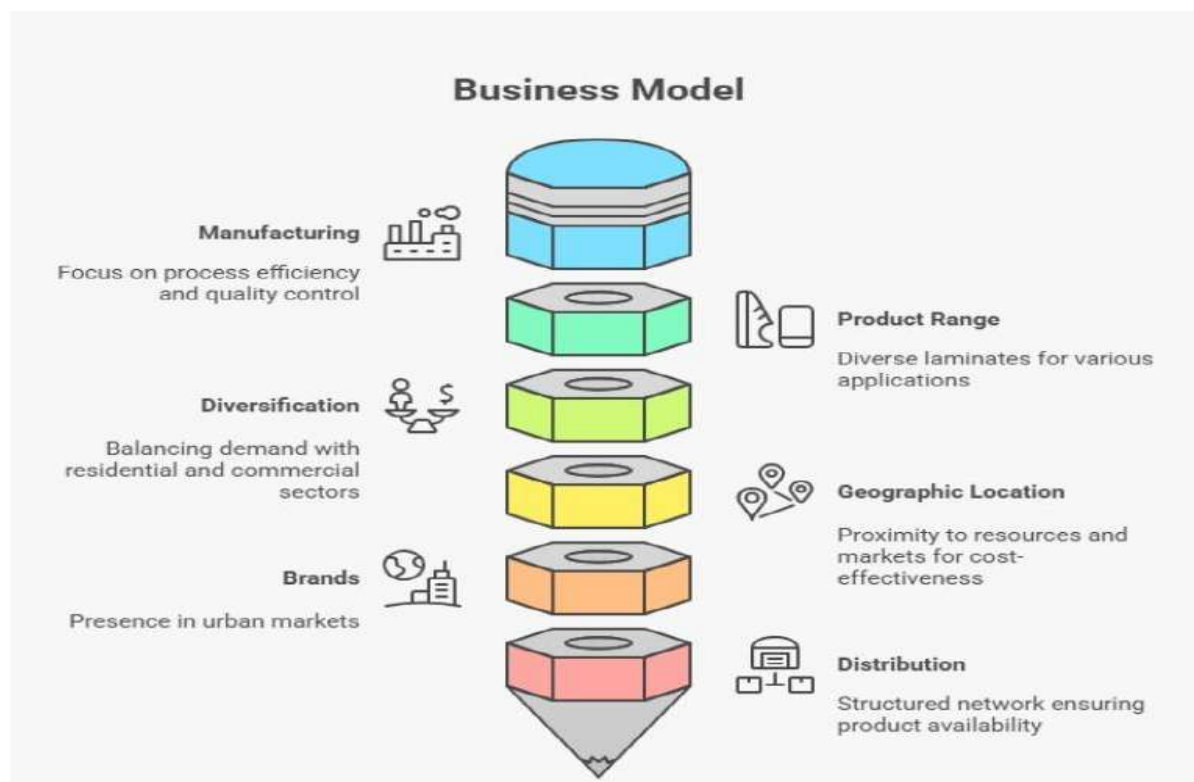 Business Model
Manufacturing
Focus on process efficiency
and quality control
Product Range
Diverse laminates for various
applications
Diversification
Balancing demand with
residential and commercial
sectors
Geographic Location
Proximity to resources and
markets for cost-
effectiveness
Brands
Presence in urban markets
Distribution
Structured network ensuring
product availability